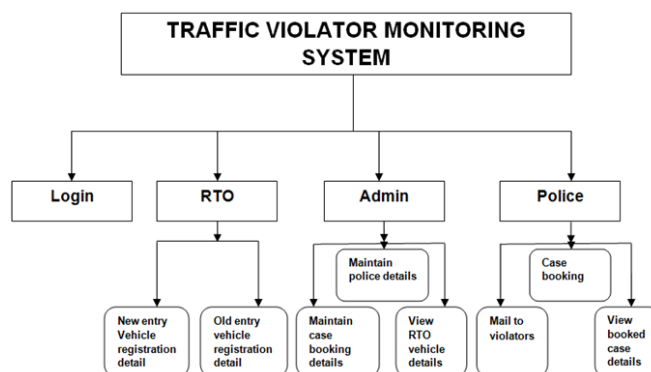 TRAFFIC VIOLATOR MONITORING
SYSTEM
Login
RTO
Admin
Police
Maintain
police details
Case
booking
New entry
Vehicle
registration
detail
Old entry
vehicle
registration
detail
Maintain
case
booking
details
View
RTO
vehicle
details
Mail to
violators
View
booked
case details